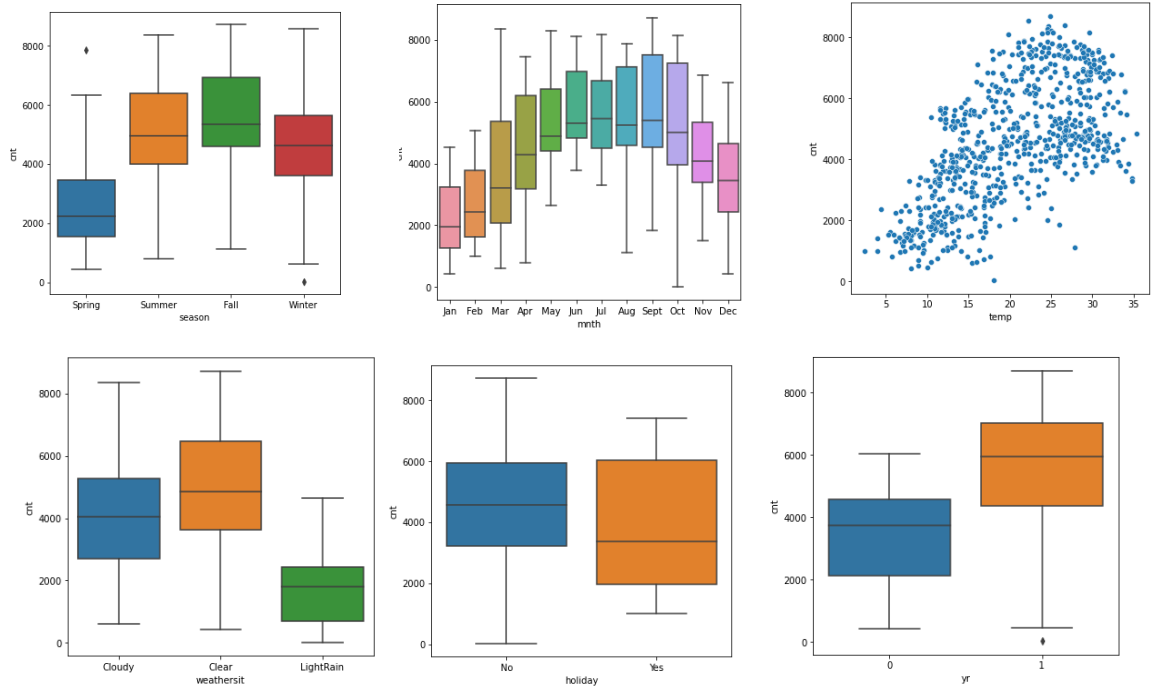 8000
6000
4000
2000
0
cnt
Spring Summer Fall Winter
season
8000
6000
4000
2000
0
Jan Feb Mar Apr May Jun Jul Aug Sept Oct Nov Dec
mnth
8000
6000
4000
2000
0
cnt
5 10 15 20 25 30 35
temp
8000
6000
4000
2000
0
cnt
Cloudy Clear LightRain
weathersit
8000
6000
4000
2000
0
cnt
No Yes
holiday
8000
6000
4000
2000
0
cnt
0 1
yr